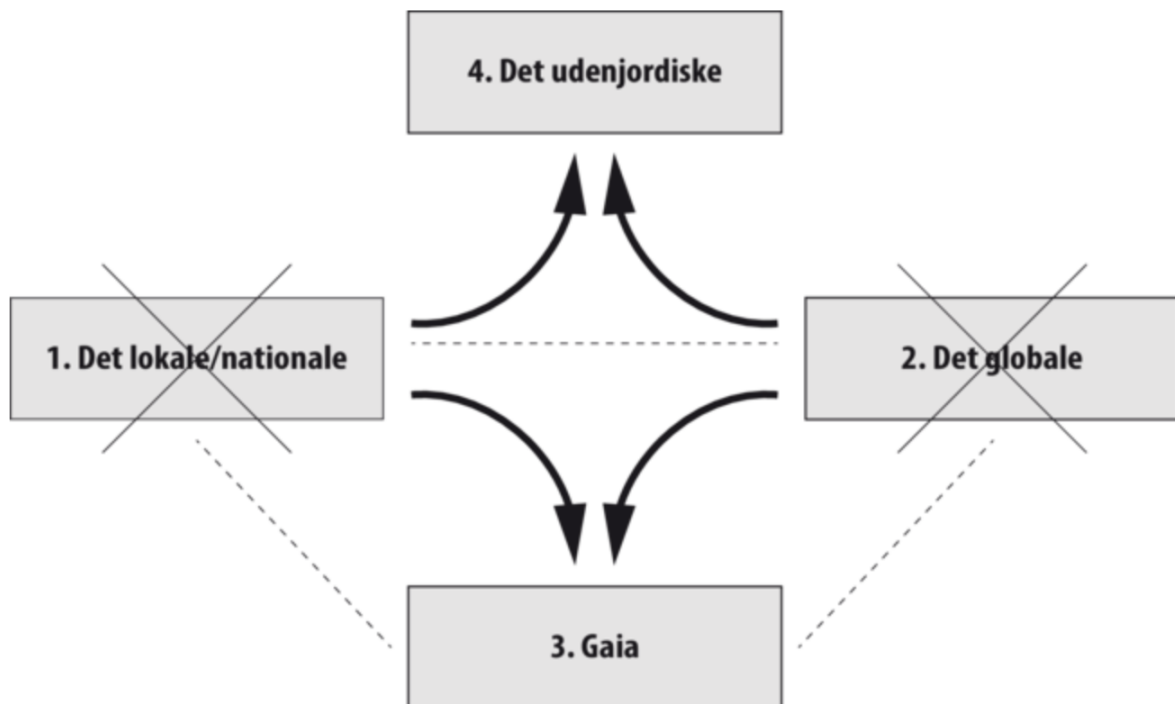 4. Det udenjordiske
1. Det lokale/nationale
2. Det globale
3. Gaia